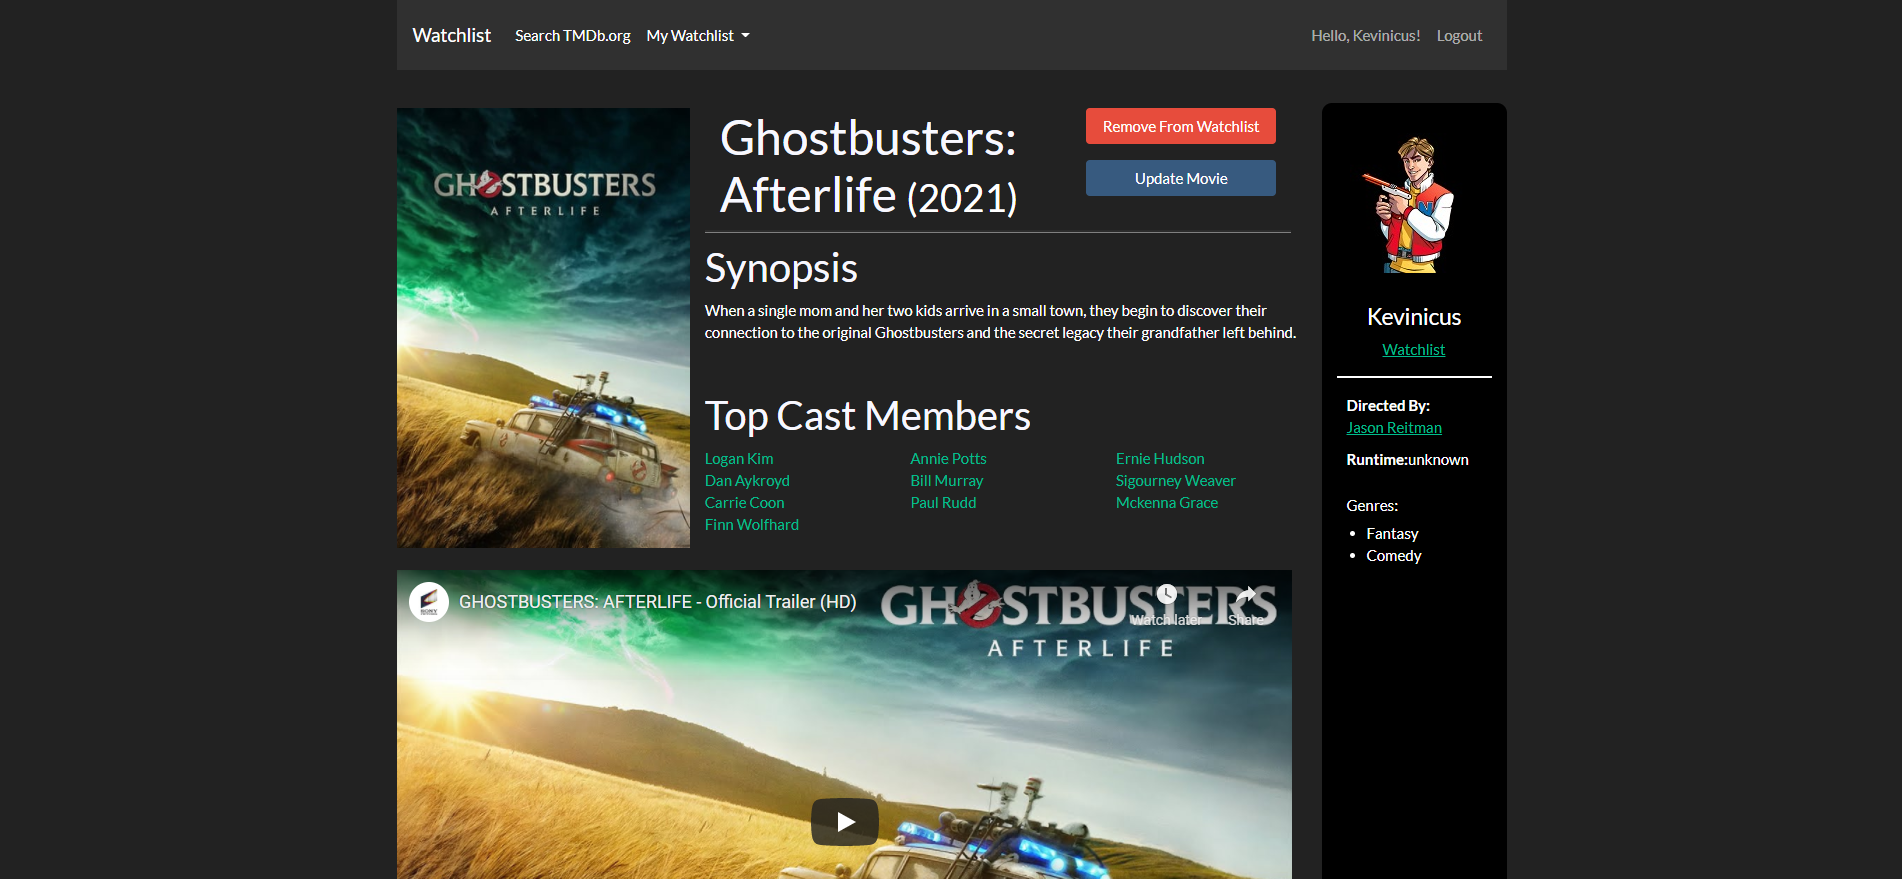 Watchlist Search TMDb.org My Watchlist Hello, Kevinicus! Logout
GHOSTBUSTERS
AFTERLIFE
Ghostbusters:
Afterlife (2021)
Remove From Watchlist
Update Movie
Synopsis
When a single mom and her two kids arrive in a small town, they begin to discover their
connection to the original Ghostbusters and the secret legacy their grandfather left behind.
Top Cast Members
Logan Kim Annie Potts Ernie Hudson
Dan Aykroyd Bill Murray Sigourney Weaver
Carrie Coon Paul Rudd Mckenna Grace
Finn Wolfhard
SONY
GHOSTBUSTERS: AFTERLIFE - Official Trailer (HD)
GHOSTBUSTERS
AFTERLIFE
Watch later Share
Kevinicus
Watchlist
Directed By:
Jason Reitman
Runtime:unknown
Genres:
• Fantasy
• Comedy